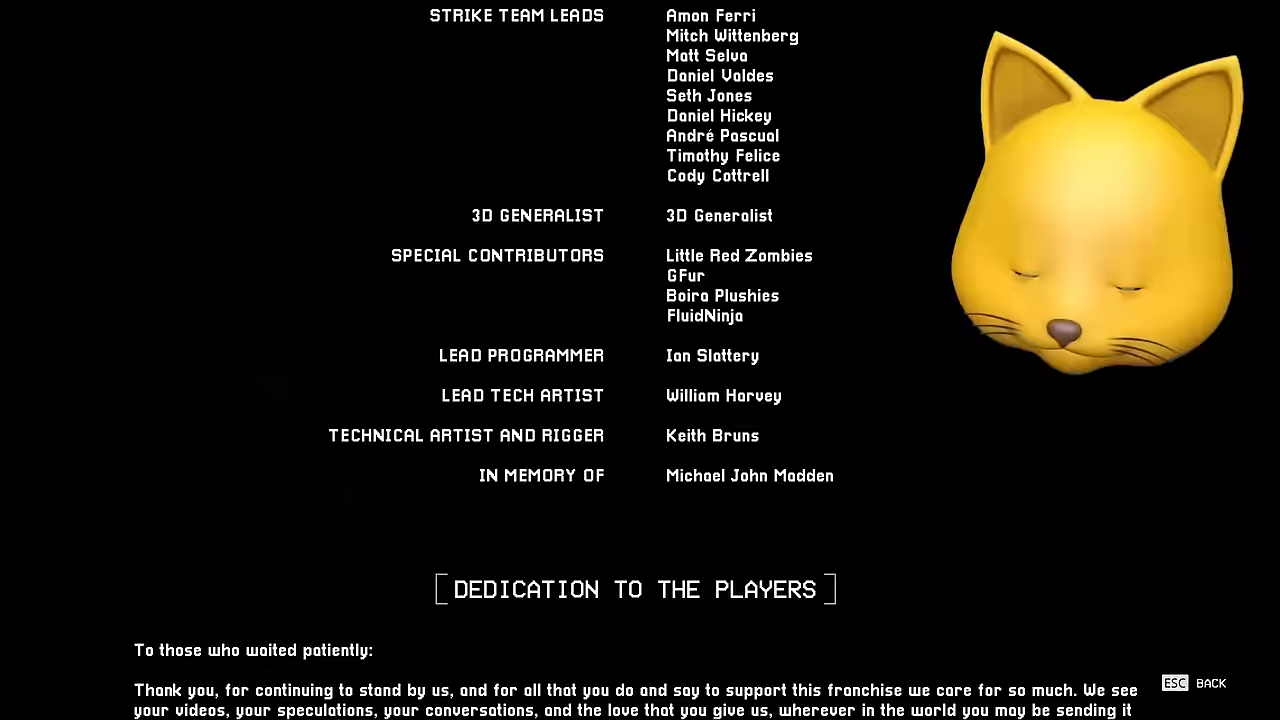 STRIKE TEAM LEADS Amon Ferri
Mitch Wittenberg
Matt Selva
Daniel Valdes
Seth Jones
Daniel Hickey
André Pascual
Timothy Felice
Cody Cottrell
3D GENERALIST 3D Generalist
SPECIAL CONTRIBUTORS Little Red Zombies
GFur
Boira Plushies
FluidNinja
LEAD PROGRAMMER Ian Slattery
LEAD TECH ARTIST William Harvey
TECHNICAL ARTIST AND RIGGER Keith Bruns
IN MEMORY OF Michael John Madden
[DEDICATION TO THE PLAYERS]
To those who waited patiently:
Thank you, for continuing to stand by us, and for all that you do and say to support this franchise we care for so much. We see
your videos, your speculations, your conversations, and the love that you give us, wherever in the world you may be sending it
ESC BACK